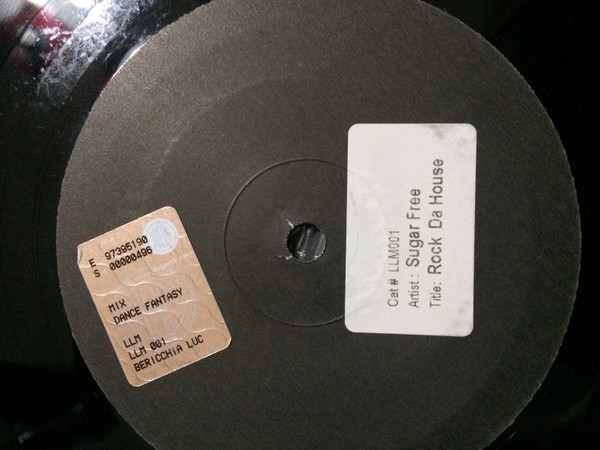 E 97395190
S 00000496
MIX
DANCE FANTASY
LLM
LLM 001
BERICCHIA LUC
Cat# LLM001
Artist : Sugar Free
Title: Rock Da House